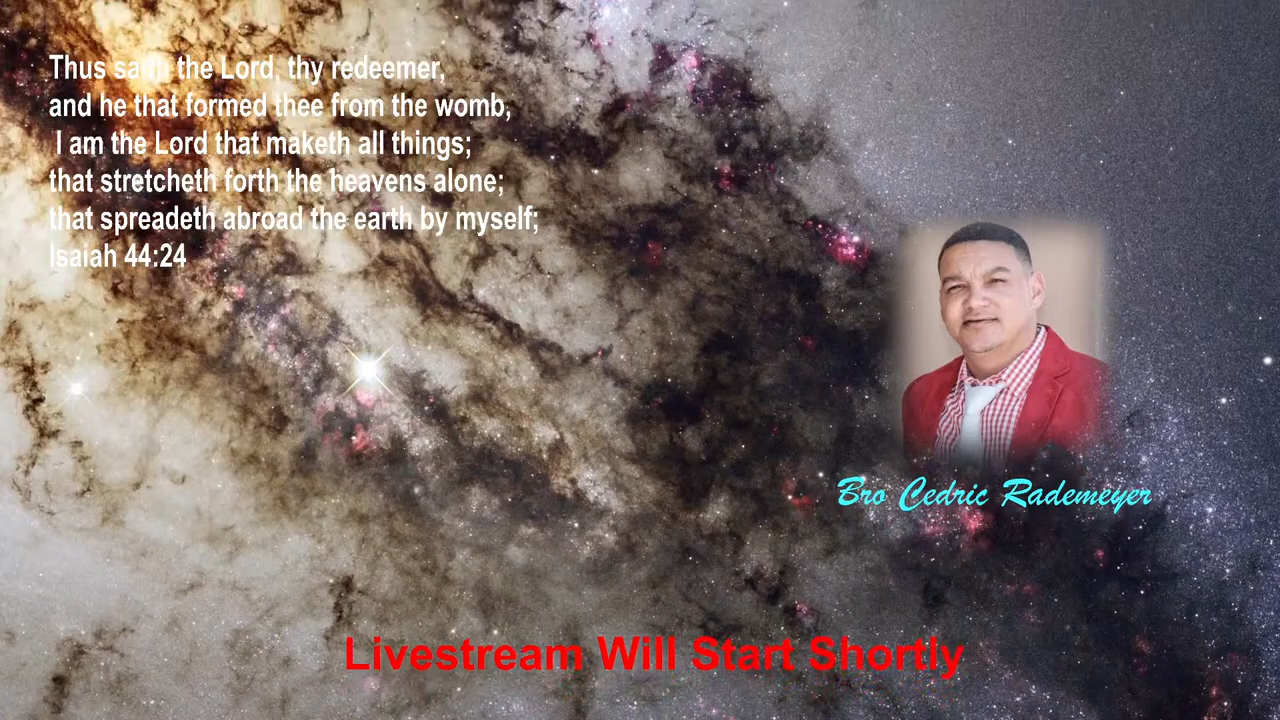 Thus saith the Lord, thy redeemer,
and he that formed thee from the womb,
I am the Lord that maketh all things;
that stretcheth forth the heavens alone;
that spreadeth abroad the earth by myself;
Isaiah 44:24
Bro Cedric Rademeyer
Livestream Will Start Shortly